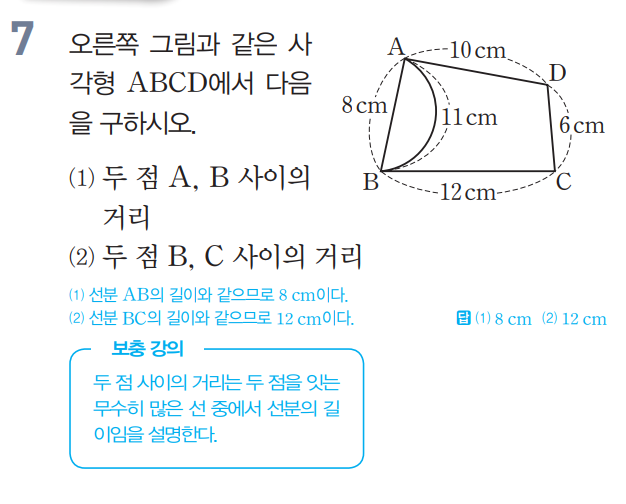 7
오른쪽 그림과 같은 사
각형 ABCD에서 다음
을 구하시오.
(1) 두 점 A, B 사이의
거리
(2) 두 점 B, C 사이의 거리
A
10 cm
D
8 cm
11 cm
6 cm
B
12 cm
C
(1) 선분 AB의 길이와 같으므로 8 cm이다.
(2) 선분 BC의 길이와 같으므로 12 cm이다.
답 (1) 8 cm (2) 12 cm
보충 강의
두 점 사이의 거리는 두 점을 잇는
무수히 많은 선 중에서 선분의 길
이임을 설명한다.